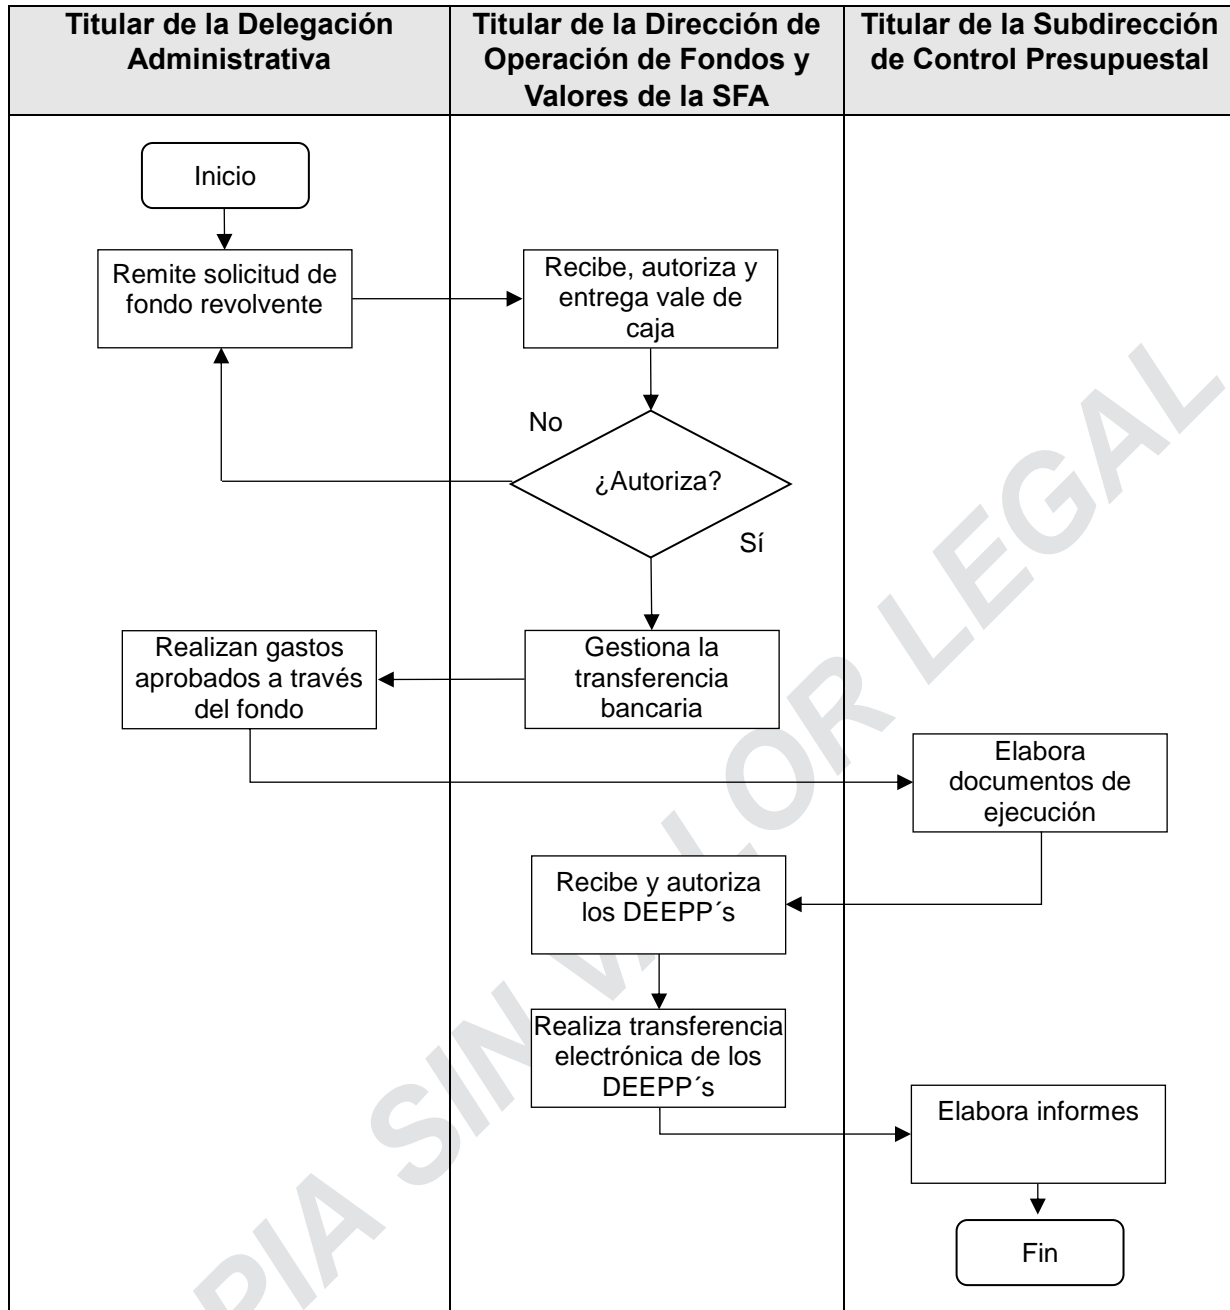 Titular de la Delegación
Administrativa
Titular de la Dirección de
Operación de Fondos y
Valores de la SFA
Titular de la Subdirección
de Control Presupuestal
Inicio
Remite solicitud de
fondo revolvente
Recibe, autoriza y
entrega vale de
caja
No
¿Autoriza?
Sí
Realizan gastos
aprobados a través
del fondo
Gestiona la
transferencia
bancaria
Elabora
documentos de
ejecución
Recibe y autoriza
los DEEPP´s
Realiza transferencia
electrónica de los
DEEPP´s
Elabora informes
Fin
PIA SIN VALOR LEGAL